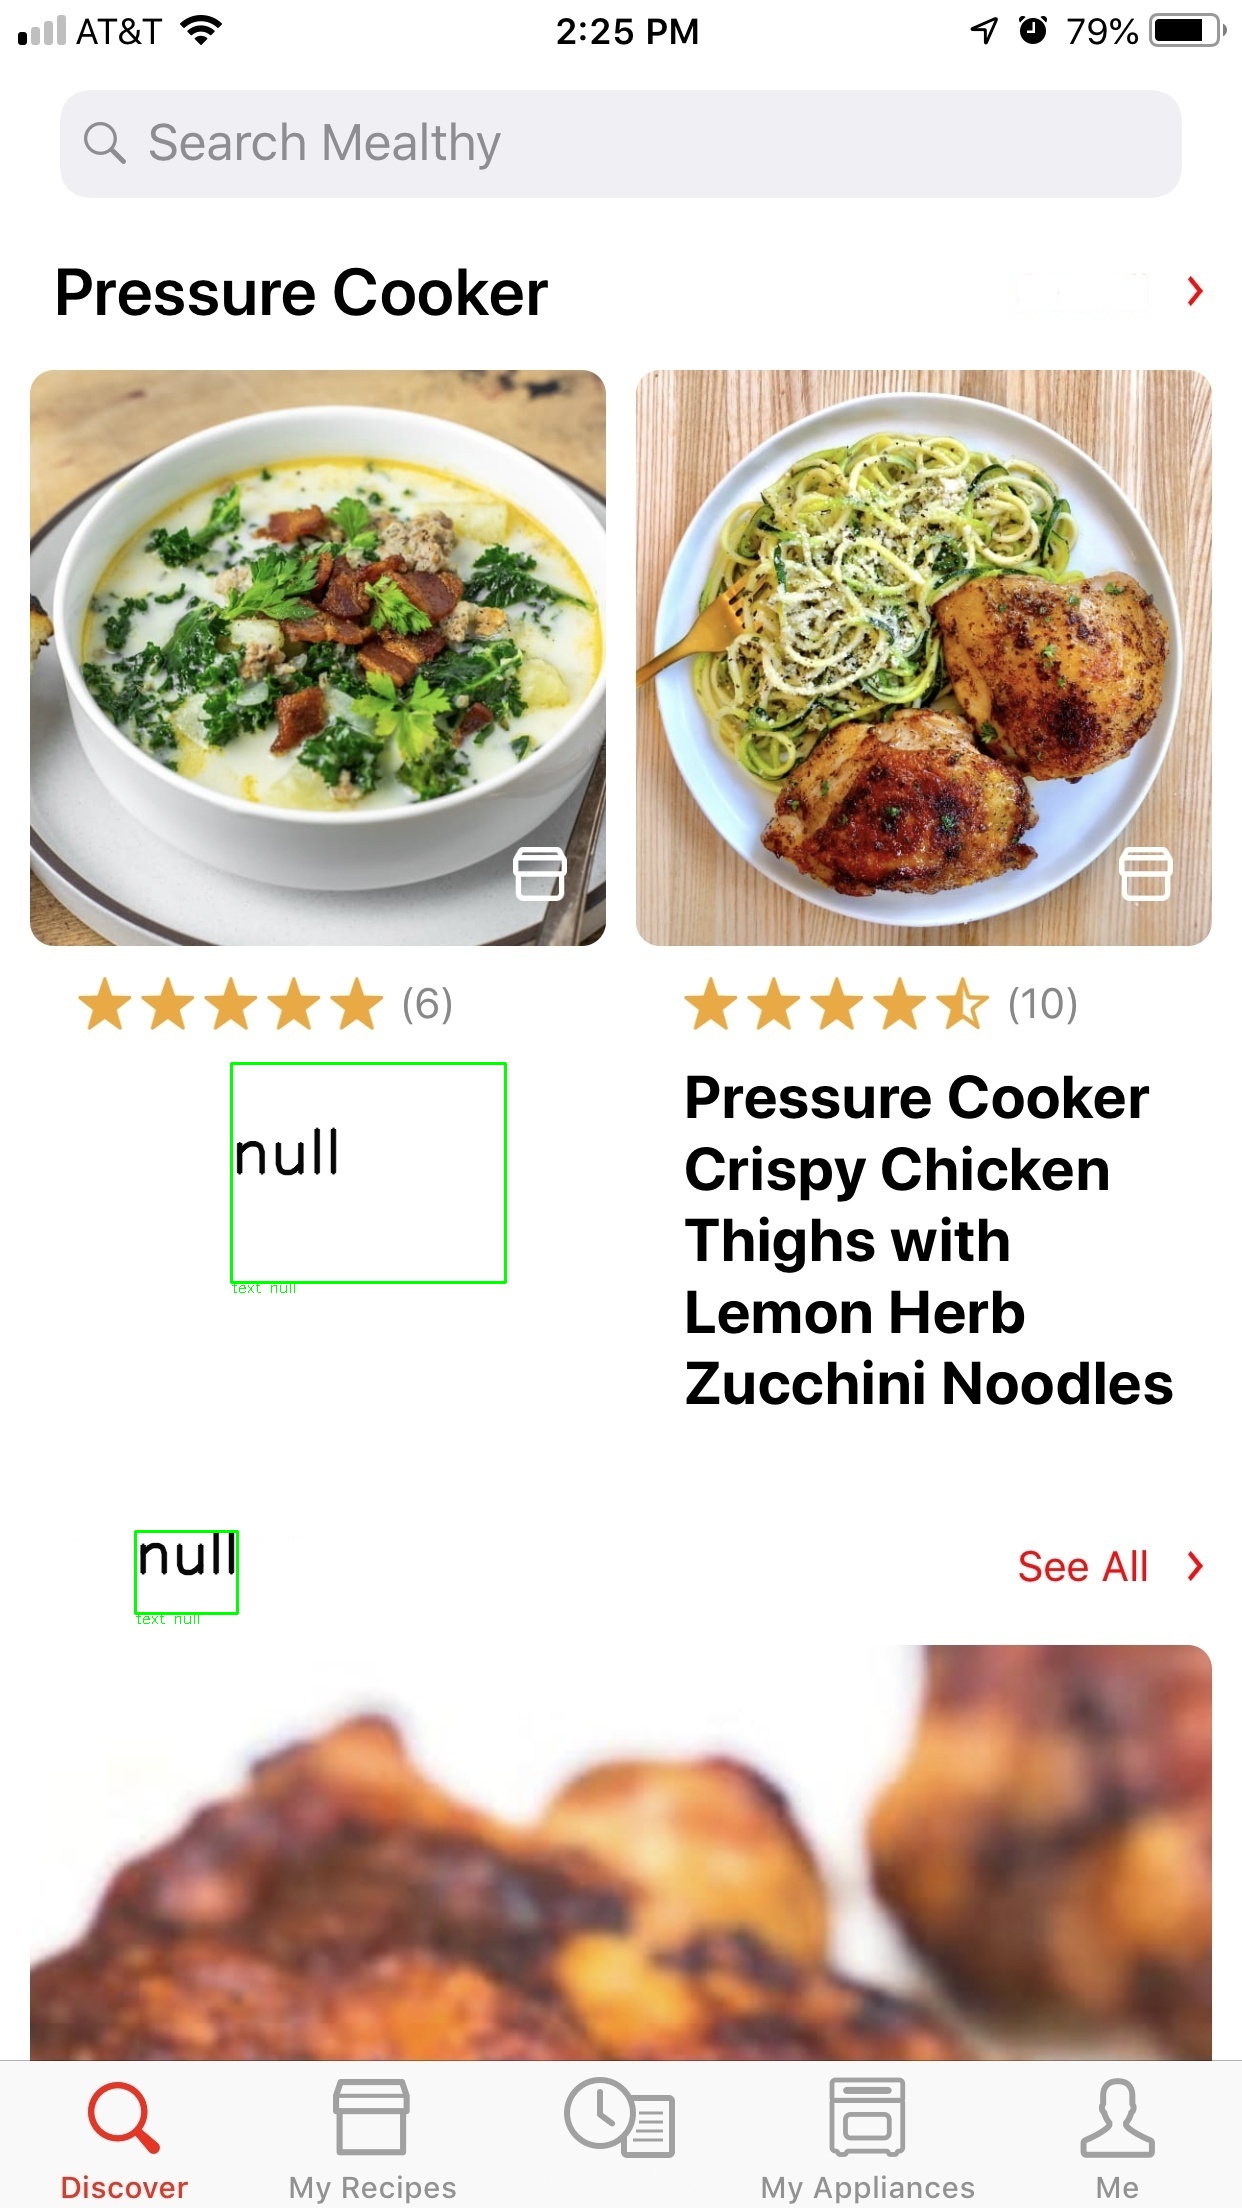 AT&T 2:25 PM 79%
Search Mealthy
Pressure Cooker
(6)
(10)
null
text null
Pressure Cooker
Crispy Chicken
Thighs with
Lemon Herb
Zucchini Noodles
null
text null
See All
Discover
My Recipes
My Appliances
Me